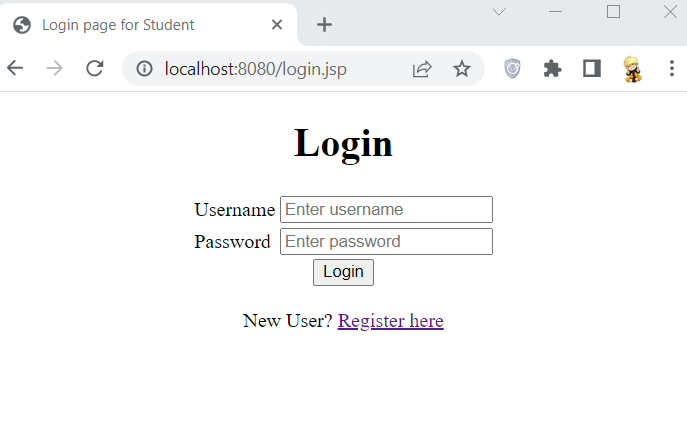 Login page for Student
localhost:8080/login.jsp
Login
Username Enter username
Password Enter password
Login
New User? Register here